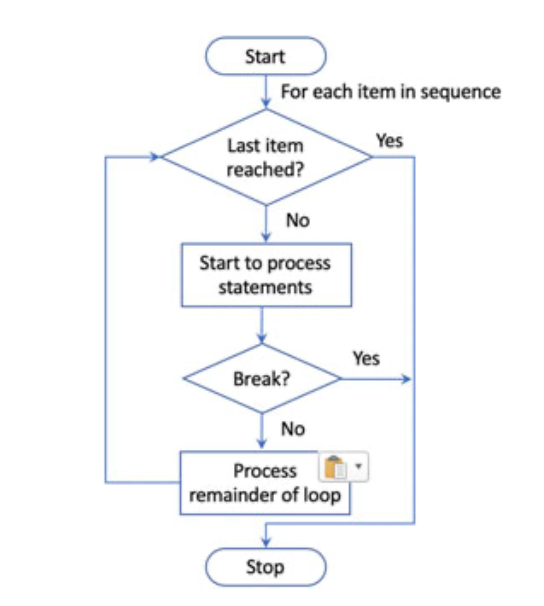 Start
For each item in sequence
Last item
reached?
Yes
No
Start to process
statements
Break?
Yes
No
Process
remainder of loop
Stop